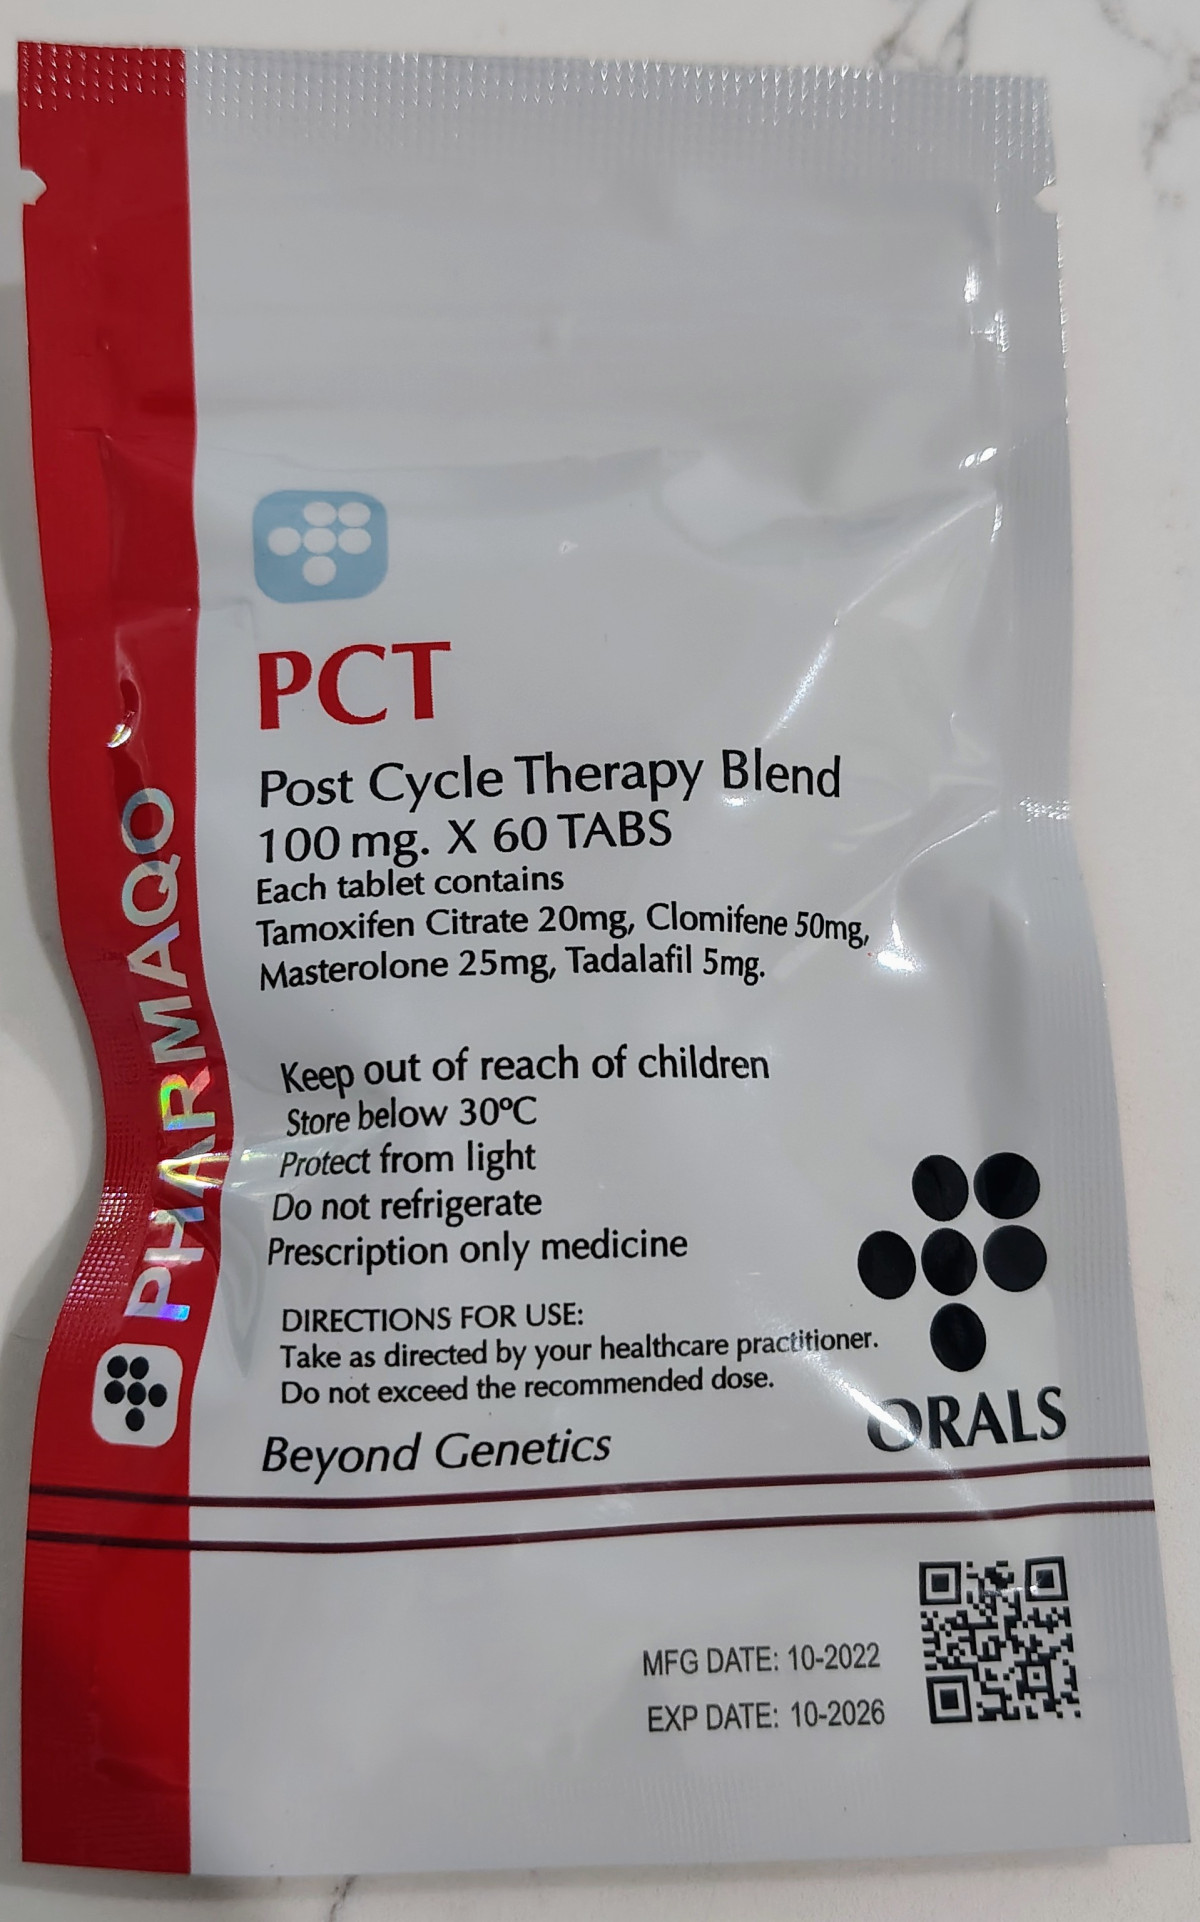 PHARMAQO
PCT
Post Cycle Therapy Blend
100 mg. X 60 TABS
Each tablet contains
Tamoxifen Citrate 20mg, Clomifene 50mg,
Masterolone 25mg, Tadalafil 5mg.
Keep out of reach of children
Store below 30ºC
Protect from light
Do not refrigerate
Prescription only medicine
DIRECTIONS FOR USE:
Take as directed by your healthcare practitioner.
Do not exceed the recommended dose.
Beyond Genetics
ORALS
MFG DATE: 10-2022
EXP DATE: 10-2026